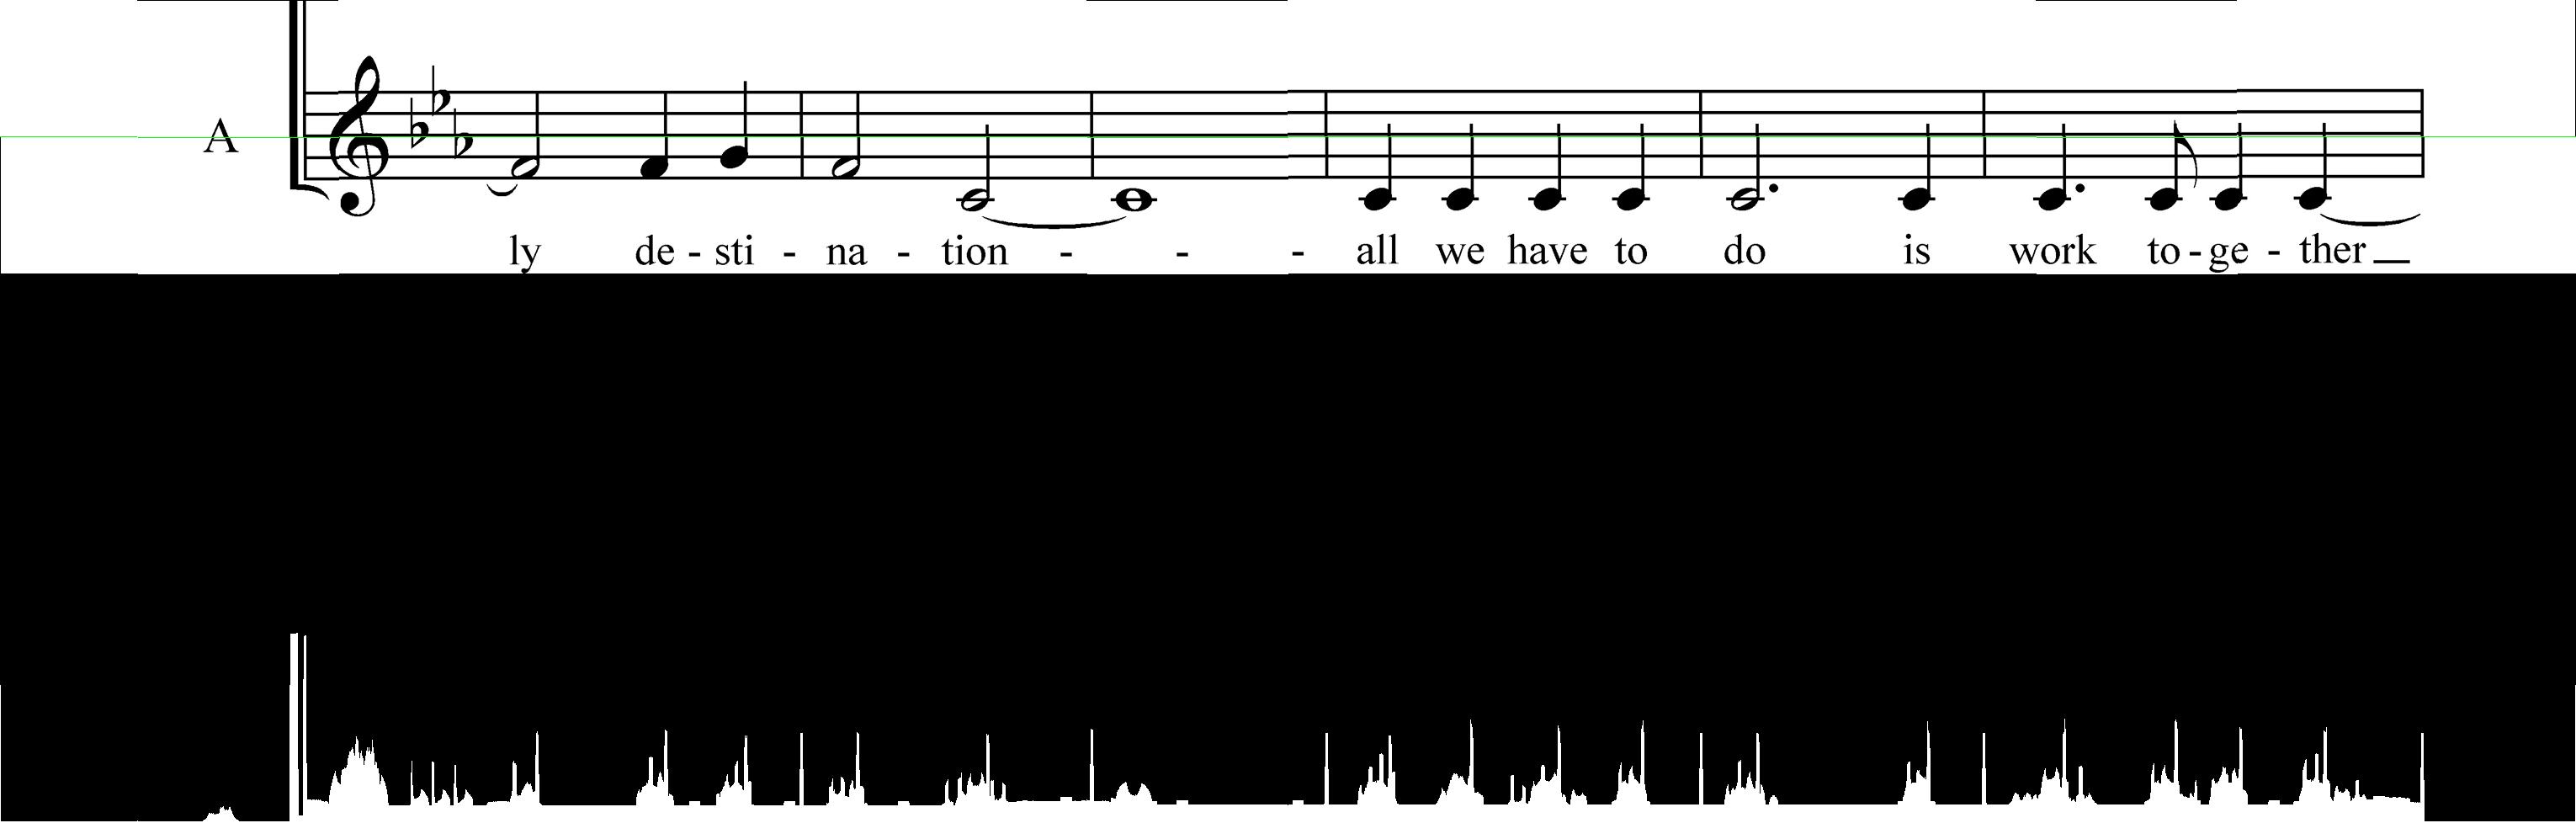 A
ly de - sti - na - tion - - - all we have to do is work to - ge - ther